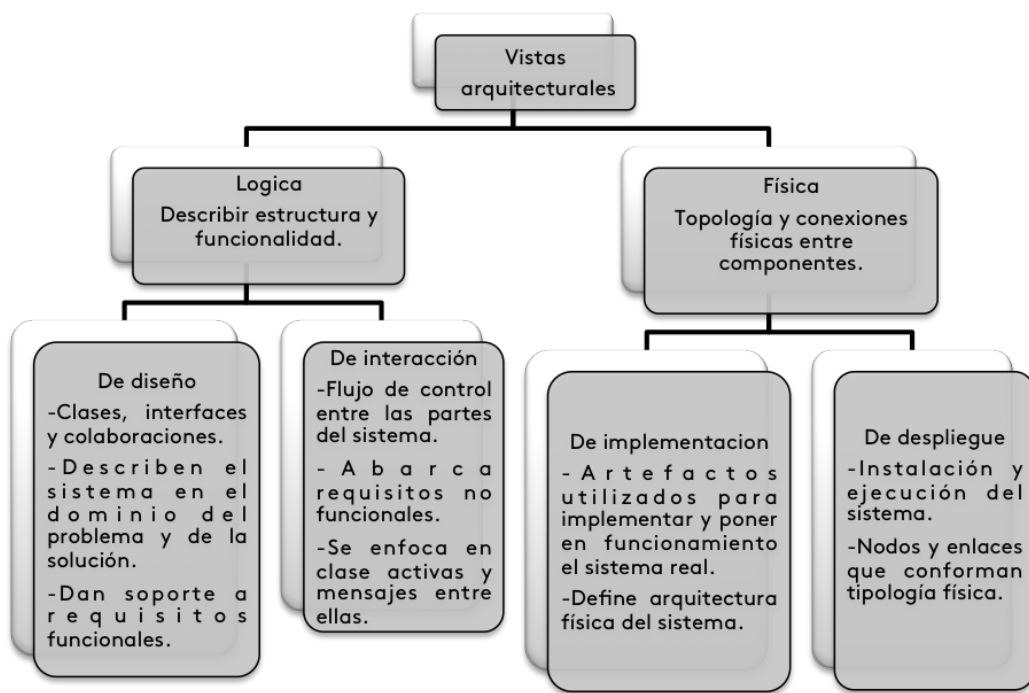 Vistas
arquitecturales
Logica
Describir estructura y
funcionalidad.
Física
Topología y conexiones
físicas entre
componentes.
De diseño
-Clases, interfaces
y colaboraciones.
-Describen el
sistema en el
dominio del
problema y de la
solución.
-Dan soporte a
requisitos
funcionales.
De interacción
-Flujo de control
entre las partes
del sistema.
-Abarca
requisitos no
funcionales.
-Se enfoca en
clase activas y
mensajes entre
ellas.
De implementacion
-Artefactos
utilizados para
implementar y poner
en funcionamiento
el sistema real.
-Define arquitectura
física del sistema.
De despliegue
-Instalación y
ejecución del
sistema.
-Nodos y enlaces
que conforman
tipología física.